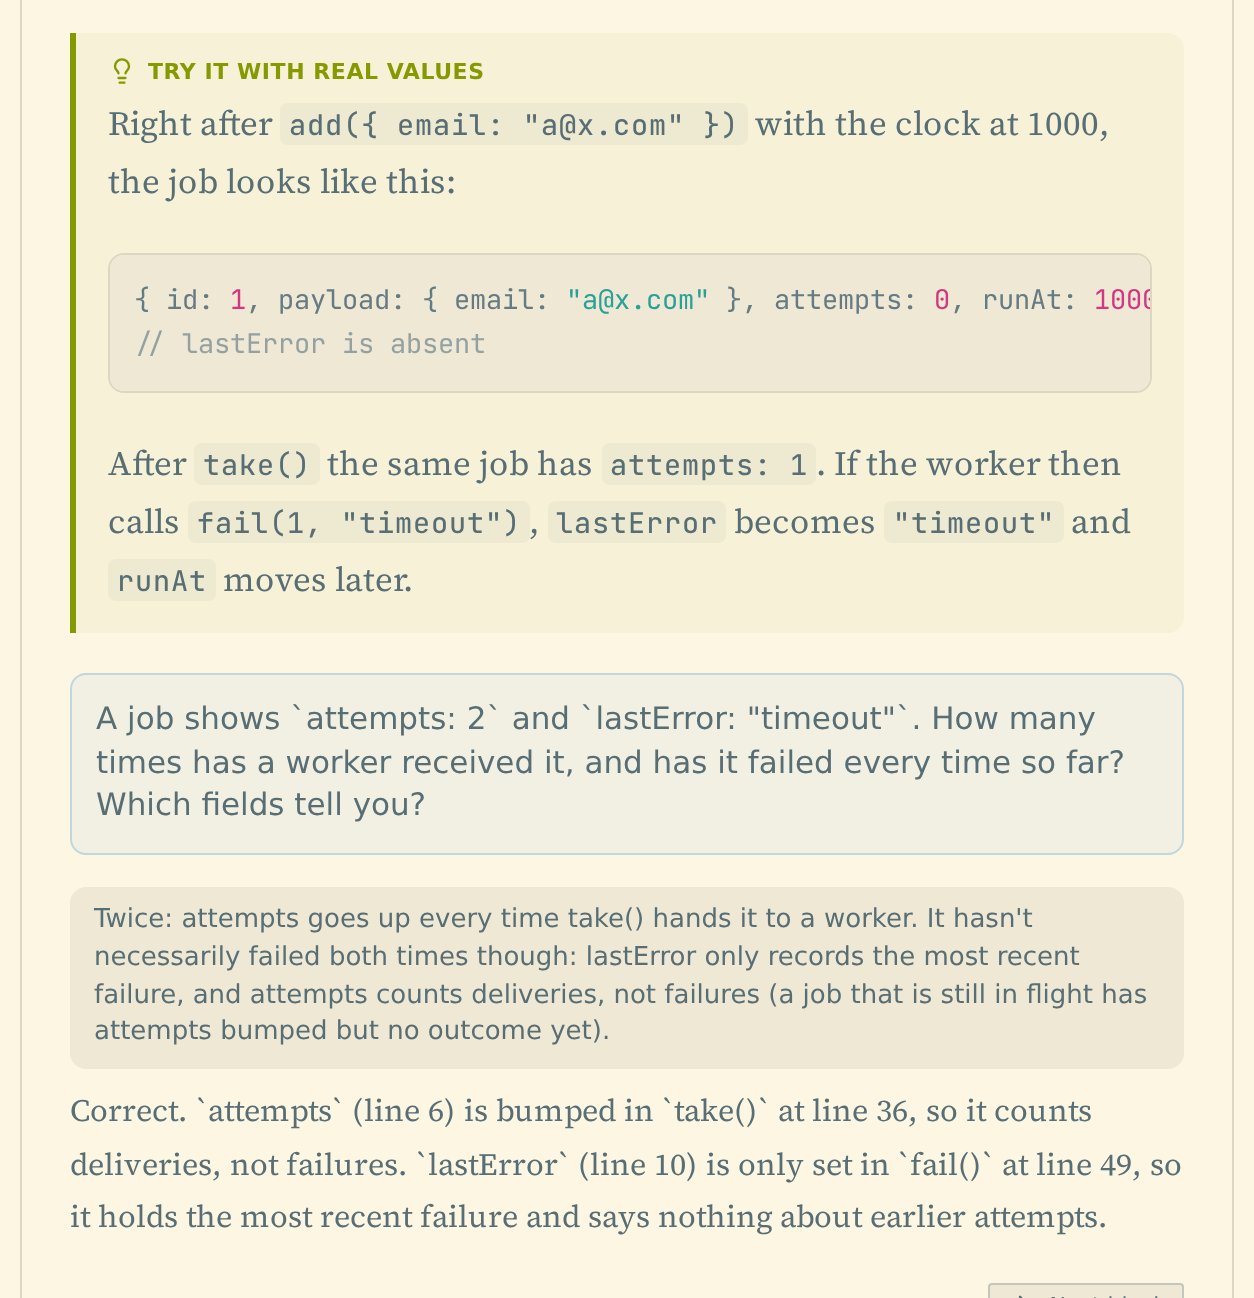 TRY IT WITH REAL VALUES
Right after add({ email: "a@x.com" }) with the clock at 1000,
the job looks like this:
{ id: 1, payload: { email: "a@x.com" }, attempts: 0, runAt: 1000
// lastError is absent
After take() the same job has attempts: 1. If the worker then
calls fail(1, "timeout"), lastError becomes "timeout" and
runAt moves later.
A job shows `attempts: 2` and `lastError: "timeout"`. How many
times has a worker received it, and has it failed every time so far?
Which fields tell you?
Twice: attempts goes up every time take() hands it to a worker. It hasn't
necessarily failed both times though: lastError only records the most recent
failure, and attempts counts deliveries, not failures (a job that is still in flight has
attempts bumped but no outcome yet).
Correct. `attempts` (line 6) is bumped in `take()` at line 36, so it counts
deliveries, not failures. `lastError` (line 10) is only set in `fail()` at line 49, so
it holds the most recent failure and says nothing about earlier attempts.